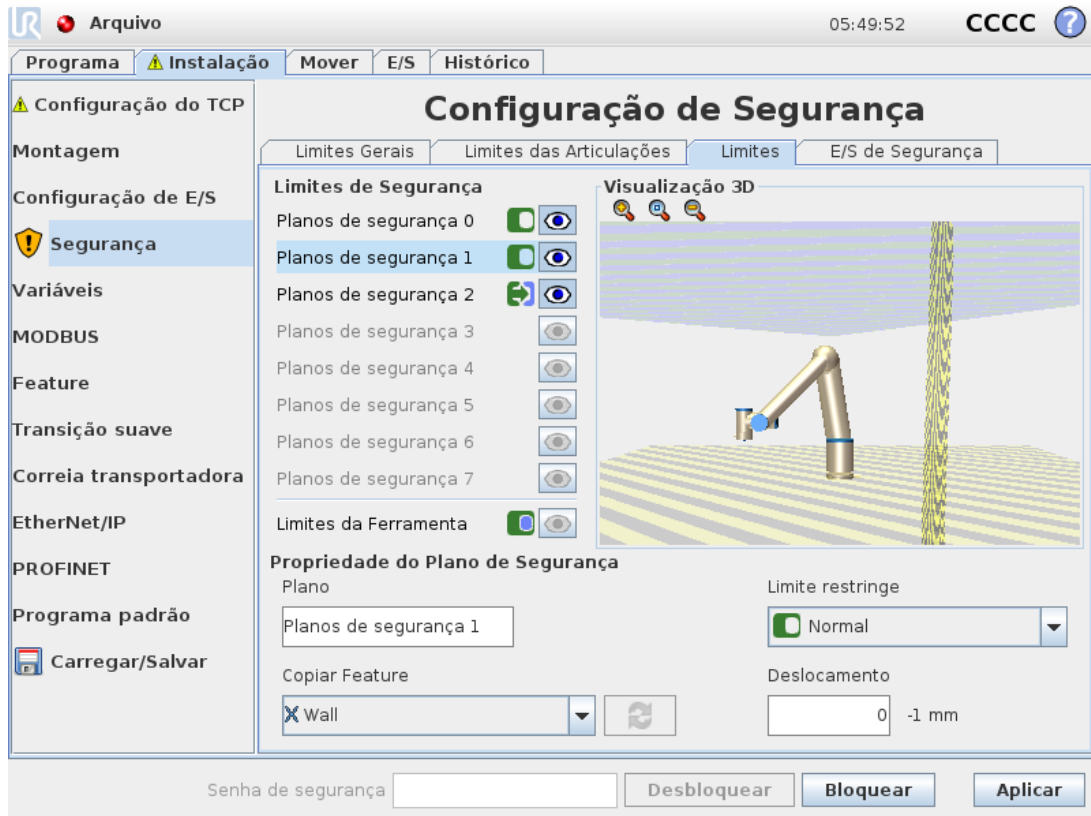 UR Arquivo 05:49:52 CCCC ?
Programa Instalação Mover E/S Histórico
Configuração do TCP
Montagem
Configuração de E/S
Segurança
Variáveis
MODBUS
Feature
Transição suave
Correia transportadora
EtherNet/IP
PROFINET
Programa padrão
Carregar/Salvar
Configuração de Segurança
Limites Gerais Limites das Articulações Limites E/S de Segurança
Limites de Segurança
Planos de segurança 0
Planos de segurança 1
Planos de segurança 2
Planos de segurança 3
Planos de segurança 4
Planos de segurança 5
Planos de segurança 6
Planos de segurança 7
Limites da Ferramenta
Visualização 3D
Propriedade do Plano de Segurança
Plano
Planos de segurança 1
Limite restringe
Normal
Copiar Feature
Wall
Deslocamento
0 -1 mm
Senha de segurança Desbloquear Bloquear Aplicar